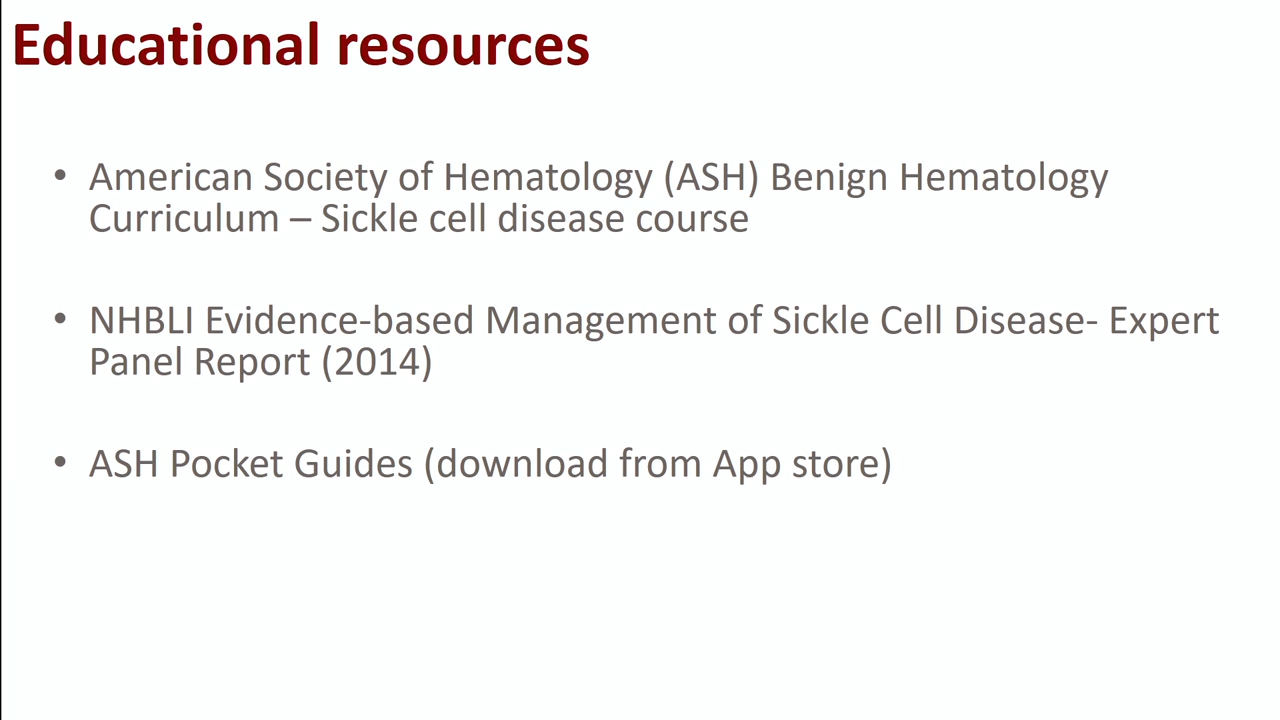 Educational resources
• American Society of Hematology (ASH) Benign Hematology
Curriculum – Sickle cell disease course
• NHBLI Evidence-based Management of Sickle Cell Disease- Expert
Panel Report (2014)
• ASH Pocket Guides (download from App store)